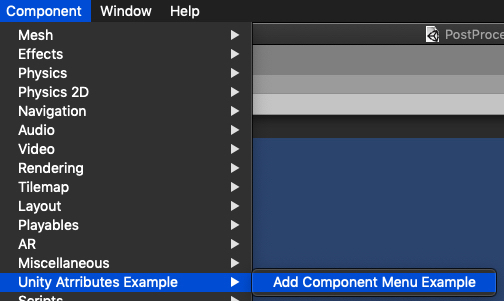 Component Window Help
PostProce
Mesh
Effects
Physics
Physics 2D
Navigation
Audio
Video
Rendering
Tilemap
Layout
Playables
AR
Miscellaneous
Unity Atrributes Example
Add Component Menu Example
Scripts